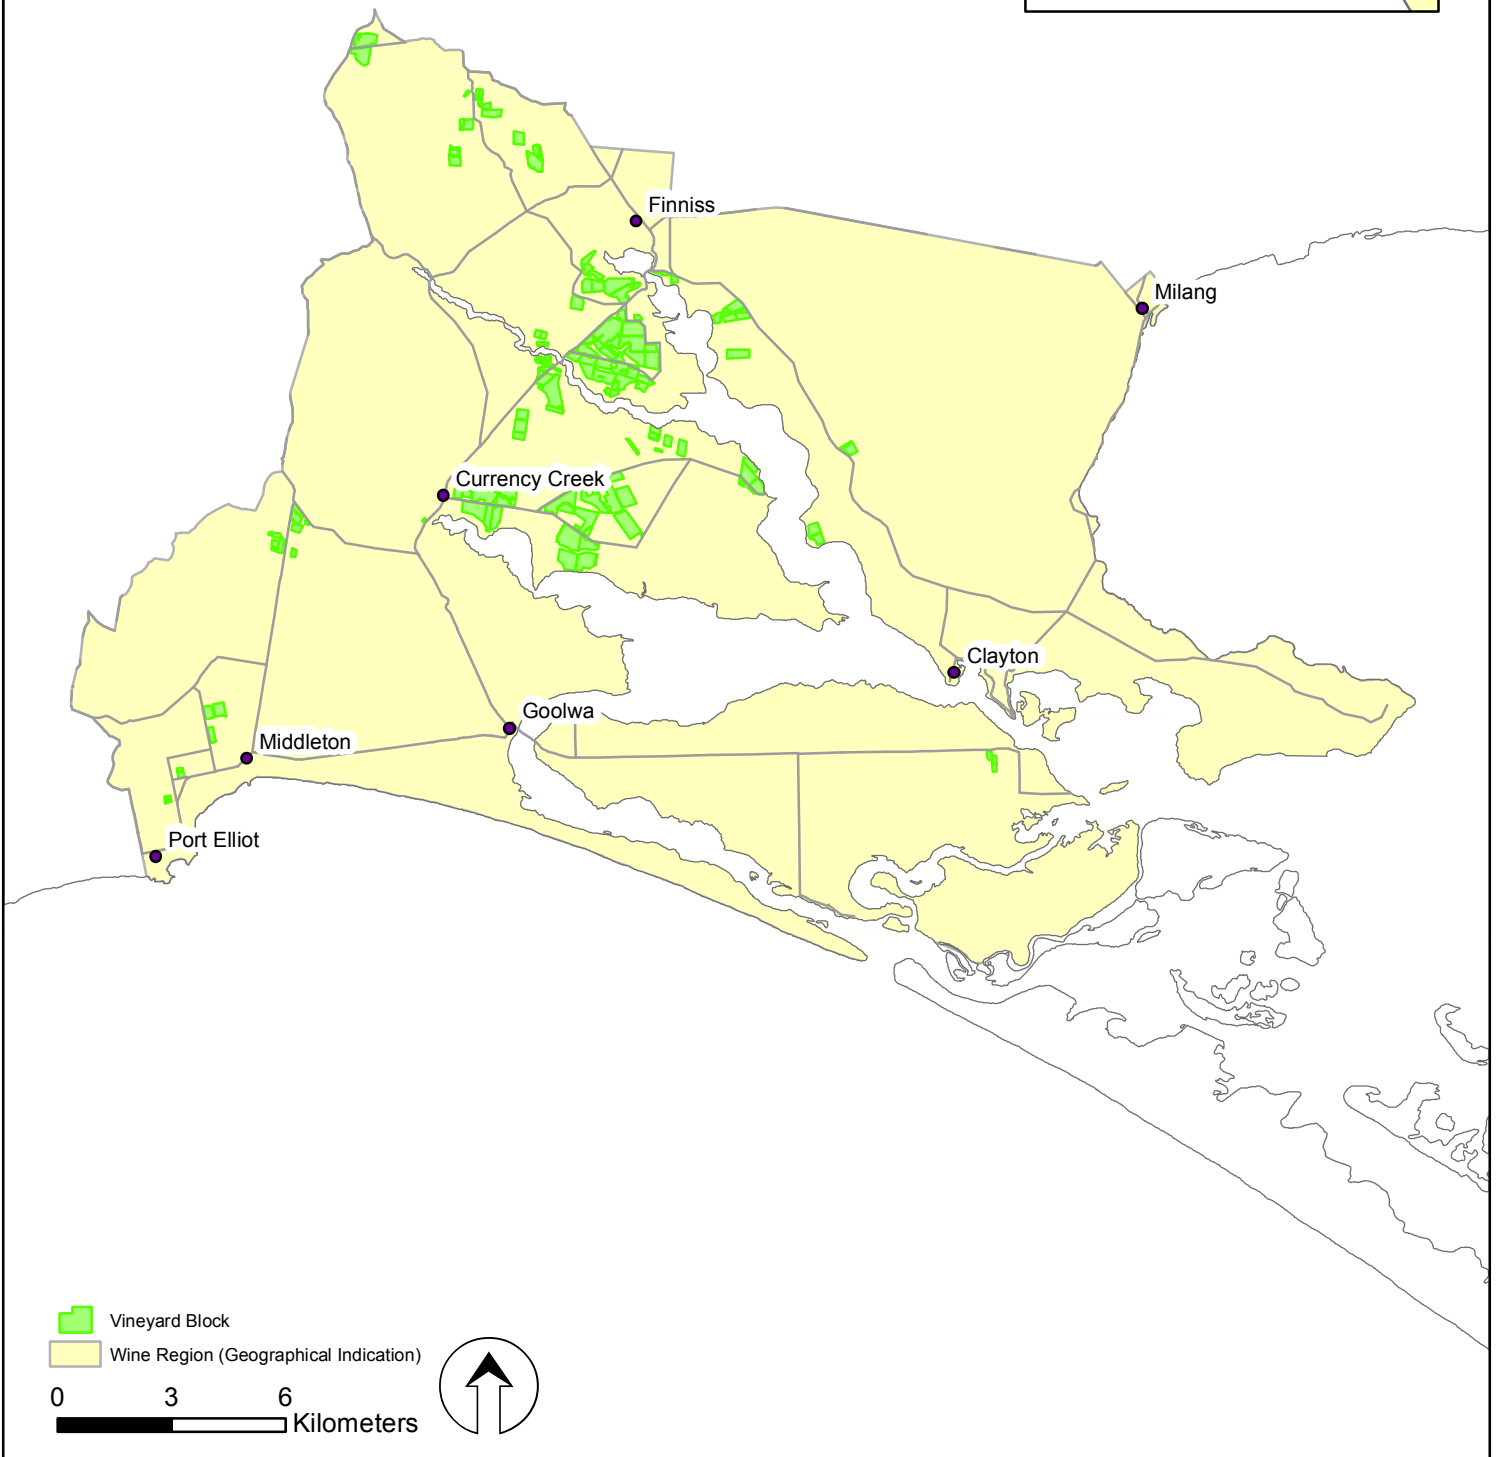 Finniss
Milang
Currency Creek
Clayton
Goolwa
Middleton
Port Elliot
Vineyard Block
Wine Region (Geographical Indication)
0 3 6
Kilometers